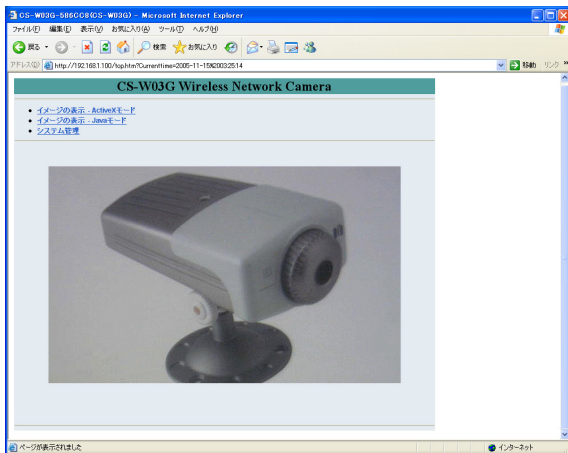 CS-W03G-586CC8(CS-W03G) - Microsoft Internet Explorer
ファイル(F) 編集(E) 表示(V) お気に入り(A) ツール(T) ヘルプ(H)
戻る 検索 お気に入り
アドレス(D) http://192.168.1.100/top.htm?Currenttime=2005-11-15%2003:25:14 移動 リンク »
CS-W03G Wireless Network Camera
イメージの表示 - ActiveXモード
イメージの表示 - Javaモード
システム管理
ページが表示されました インターネット